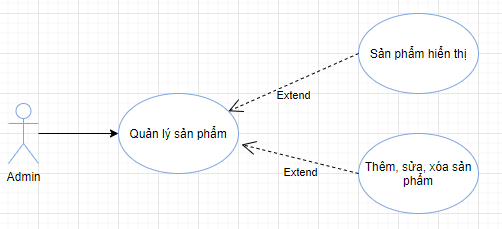 Sản phẩm hiển thị
Extend
Quản lý sản phẩm
Extend
Thêm, sửa, xóa sản
phẩm
Admin